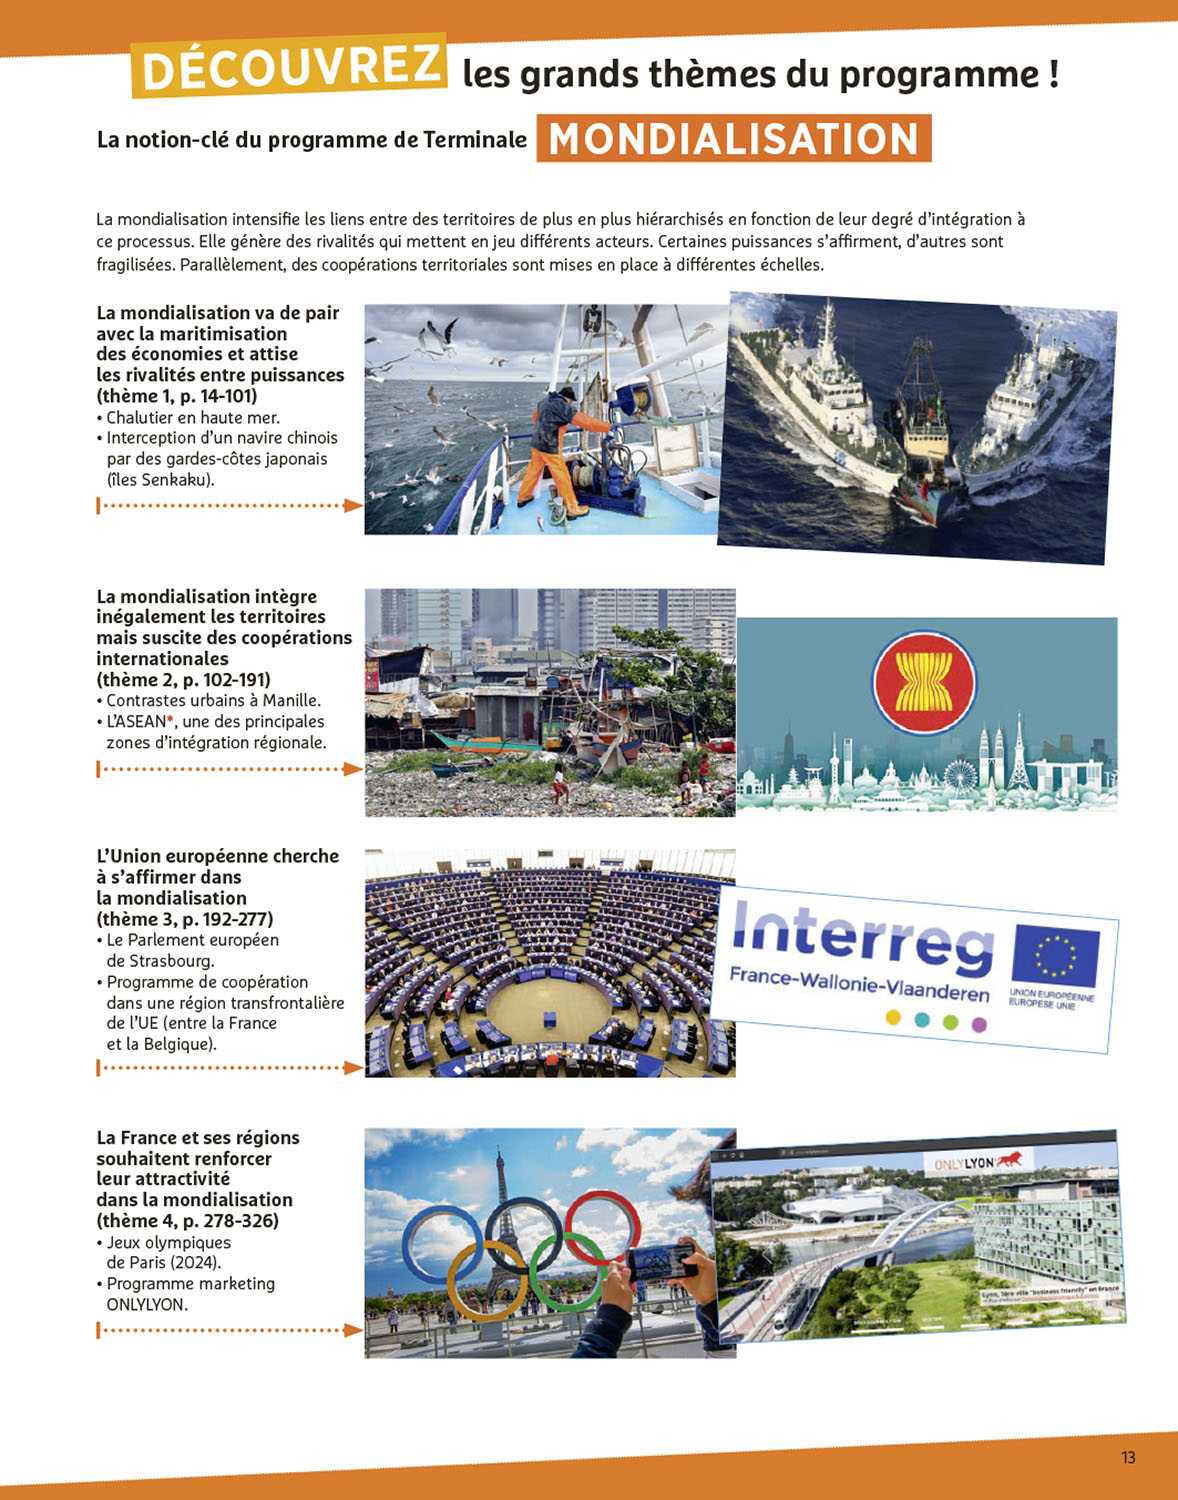 DÉCOUVREZ les grands thèmes du programme !
La notion-clé du programme de Terminale MONDIALISATION
La mondialisation intensifie les liens entre des territoires de plus en plus hiérarchisés en fonction de leur degré d'intégration à
ce processus. Elle génère des rivalités qui mettent en jeu différents acteurs. Certaines puissances s'affirment, d'autres sont
fragilisées. Parallèlement, des coopérations territoriales sont mises en place à différentes échelles.
La mondialisation va de pair
avec la maritimisation
des économies et attise
les rivalités entre puissances
(thème 1, p. 14-101)
• Chalutier en haute mer.
• Interception d'un navire chinois
par des gardes-côtes japonais
(îles Senkaku).
La mondialisation intègre
inégalement les territoires
mais suscite des coopérations
internationales
(thème 2, p. 102-191)
• Contrastes urbains à Manille.
• L'ASEAN*, une des principales
zones d'intégration régionale.
L'Union européenne cherche
à s'affirmer dans
la mondialisation
(thème 3, p. 192-277)
• Le Parlement européen
de Strasbourg.
• Programme de coopération
dans une région transfrontalière
de l'UE (entre la France
et la Belgique).
Interreg
France-Wallonie-Vlaanderen
UNION EUROPÉENNE
EUROPESE UNIE
La France et ses régions
souhaitent renforcer
leur attractivité
dans la mondialisation
(thème 4, p. 278-326)
• Jeux olympiques
de Paris (2024).
• Programme marketing
ONLYLYON.
ONLYLYON
Lyon, 1ère ville "business friendly" en France
13